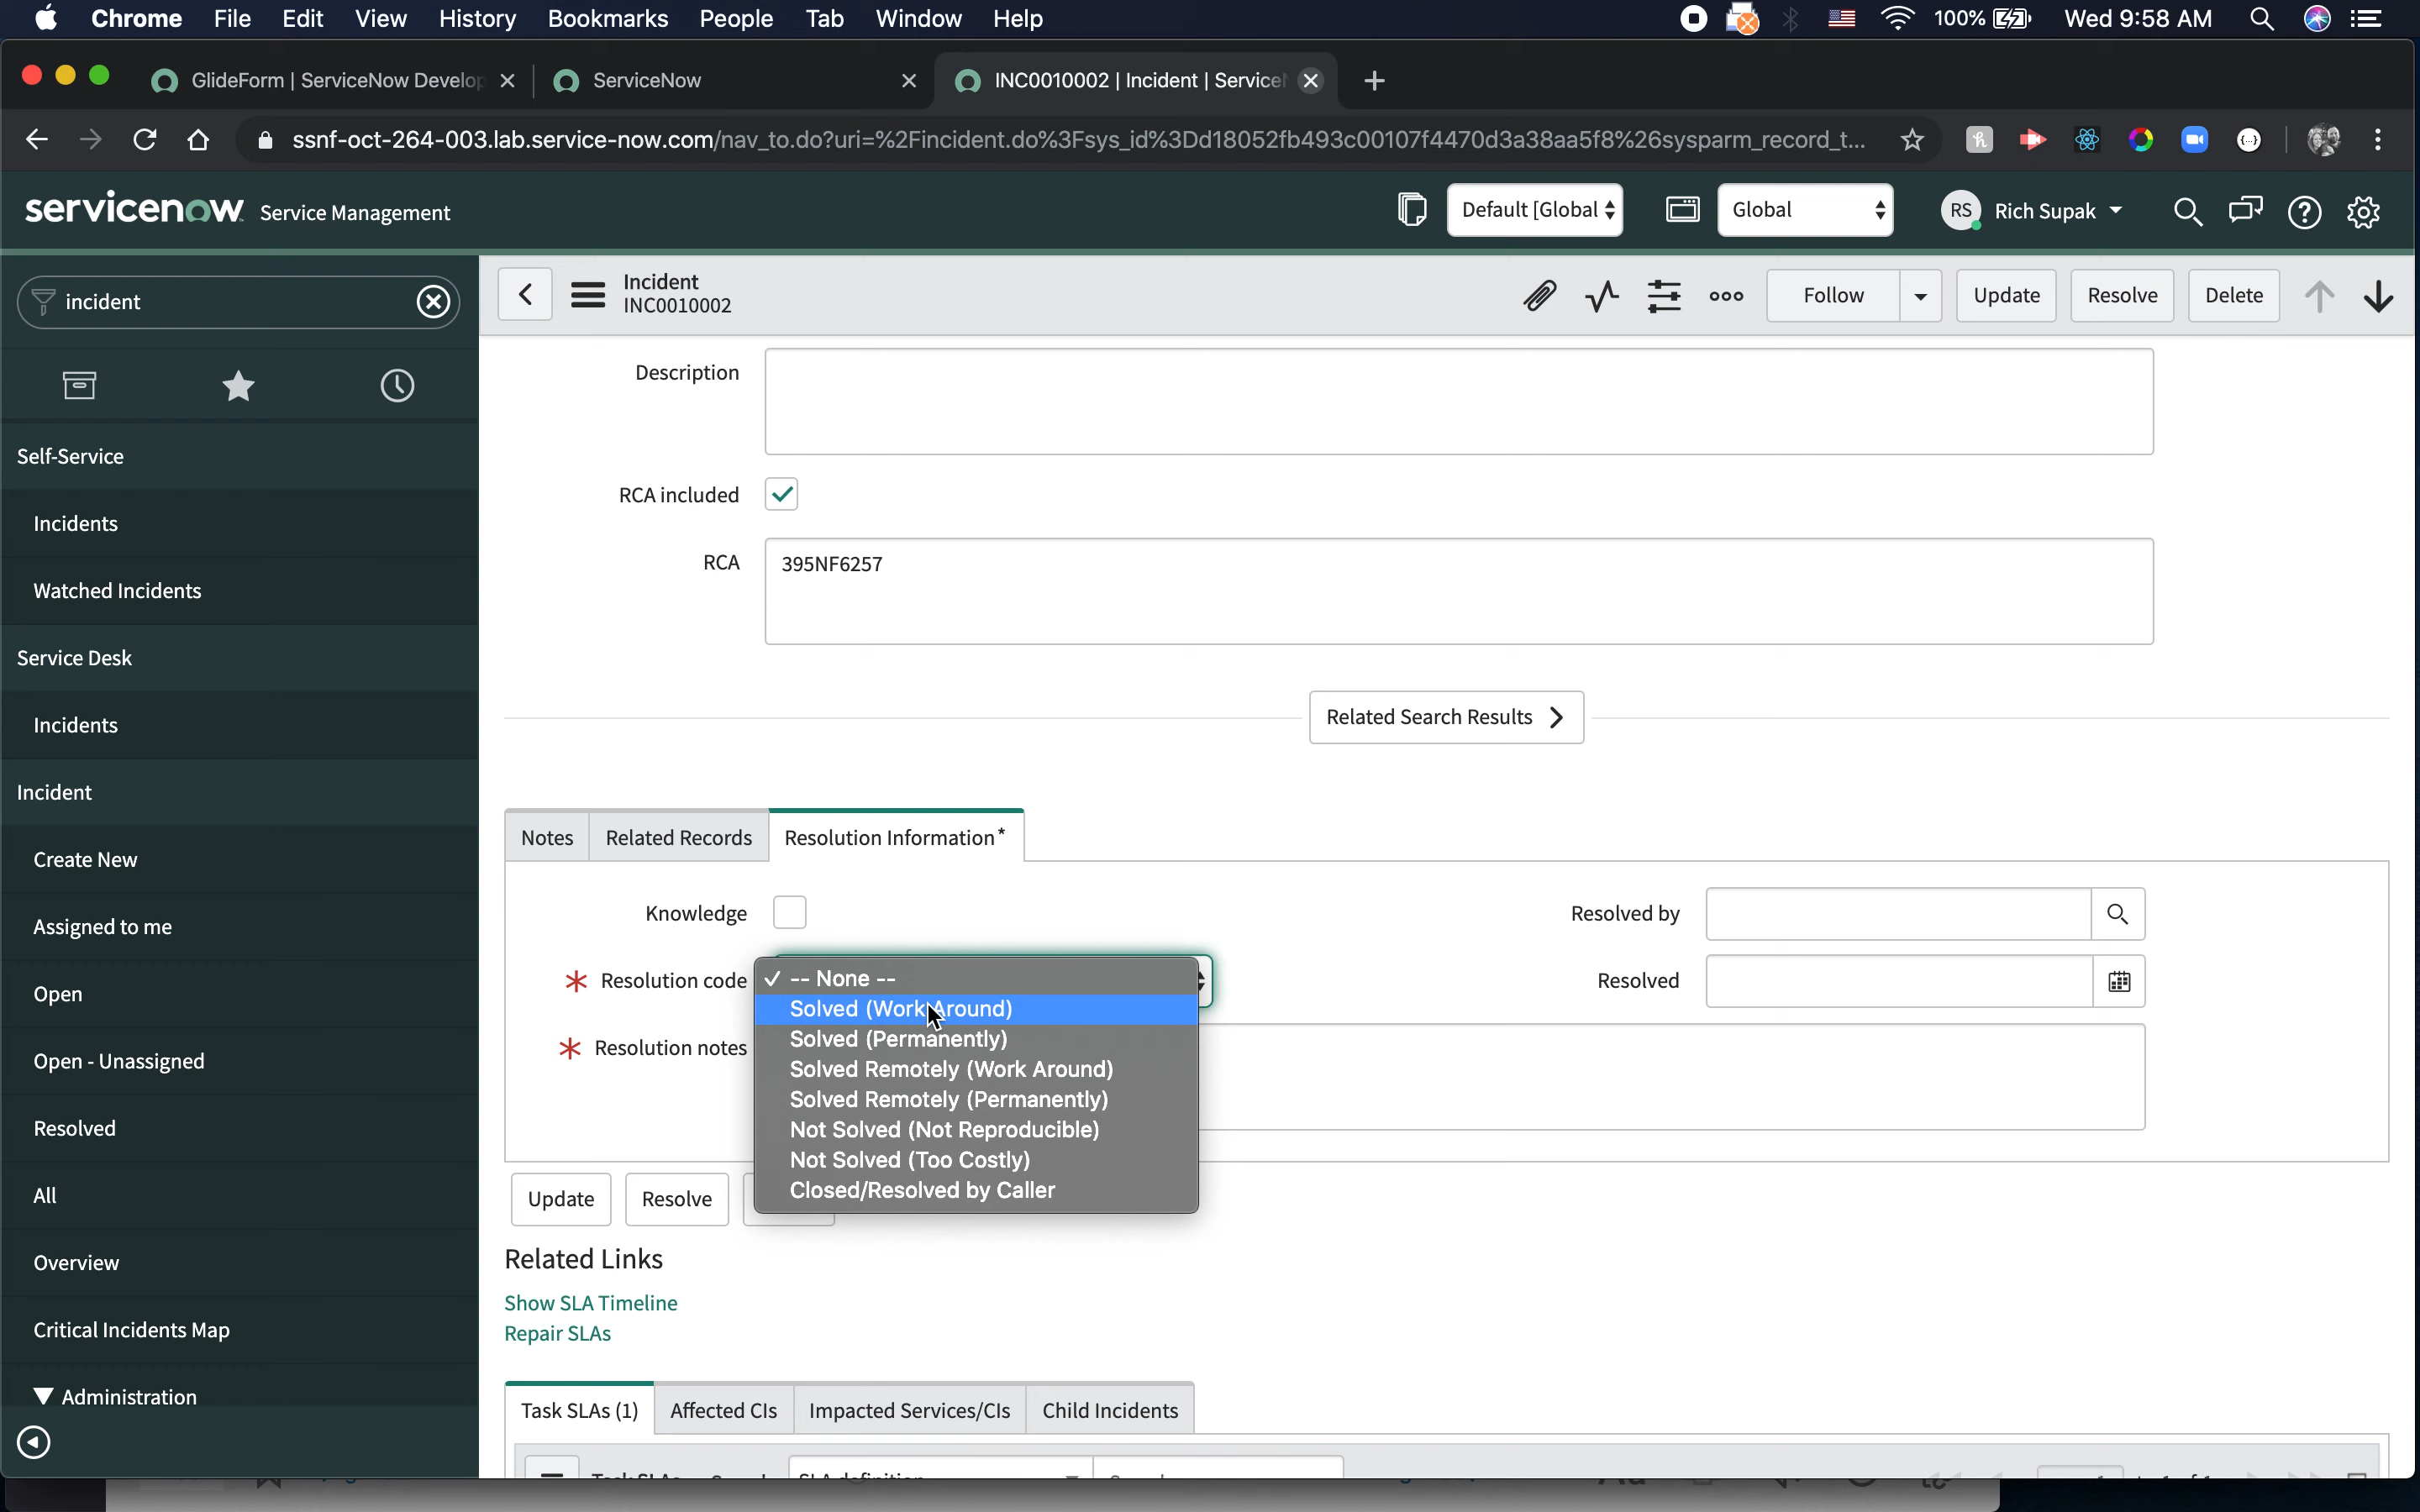 Chrome File Edit View History Bookmarks People Tab Window Help 100% Wed 9:58 AM
GlideForm | ServiceNow Develop ServiceNow INC0010002 | Incident | Service
ssnf-oct-264-003.lab.service-now.com/nav_to.do?uri=%2Fincident.do%3Fsys_id%3Dd18052fb493c00107f4470d3a38aa5f8%26sysparm_record_t...
servicenow Service Management Default [Global Global RS Rich Supak
incident
Incident
INC0010002
Follow Update Resolve Delete
Self-Service
Incidents
Watched Incidents
Service Desk
Incidents
Incident
Create New
Assigned to me
Open
Open - Unassigned
Resolved
All
Overview
Critical Incidents Map
Administration
Description
RCA included
RCA 395NF6257
Related Search Results
Notes Related Records Resolution Information*
Knowledge
Resolved by
* Resolution code
Resolved
* Resolution notes
✓ -- None --
Solved (Work Around)
Solved (Permanently)
Solved Remotely (Work Around)
Solved Remotely (Permanently)
Not Solved (Not Reproducible)
Not Solved (Too Costly)
Closed/Resolved by Caller
Update Resolve
Related Links
Show SLA Timeline
Repair SLAs
Task SLAs (1) Affected CIs Impacted Services/CIs Child Incidents